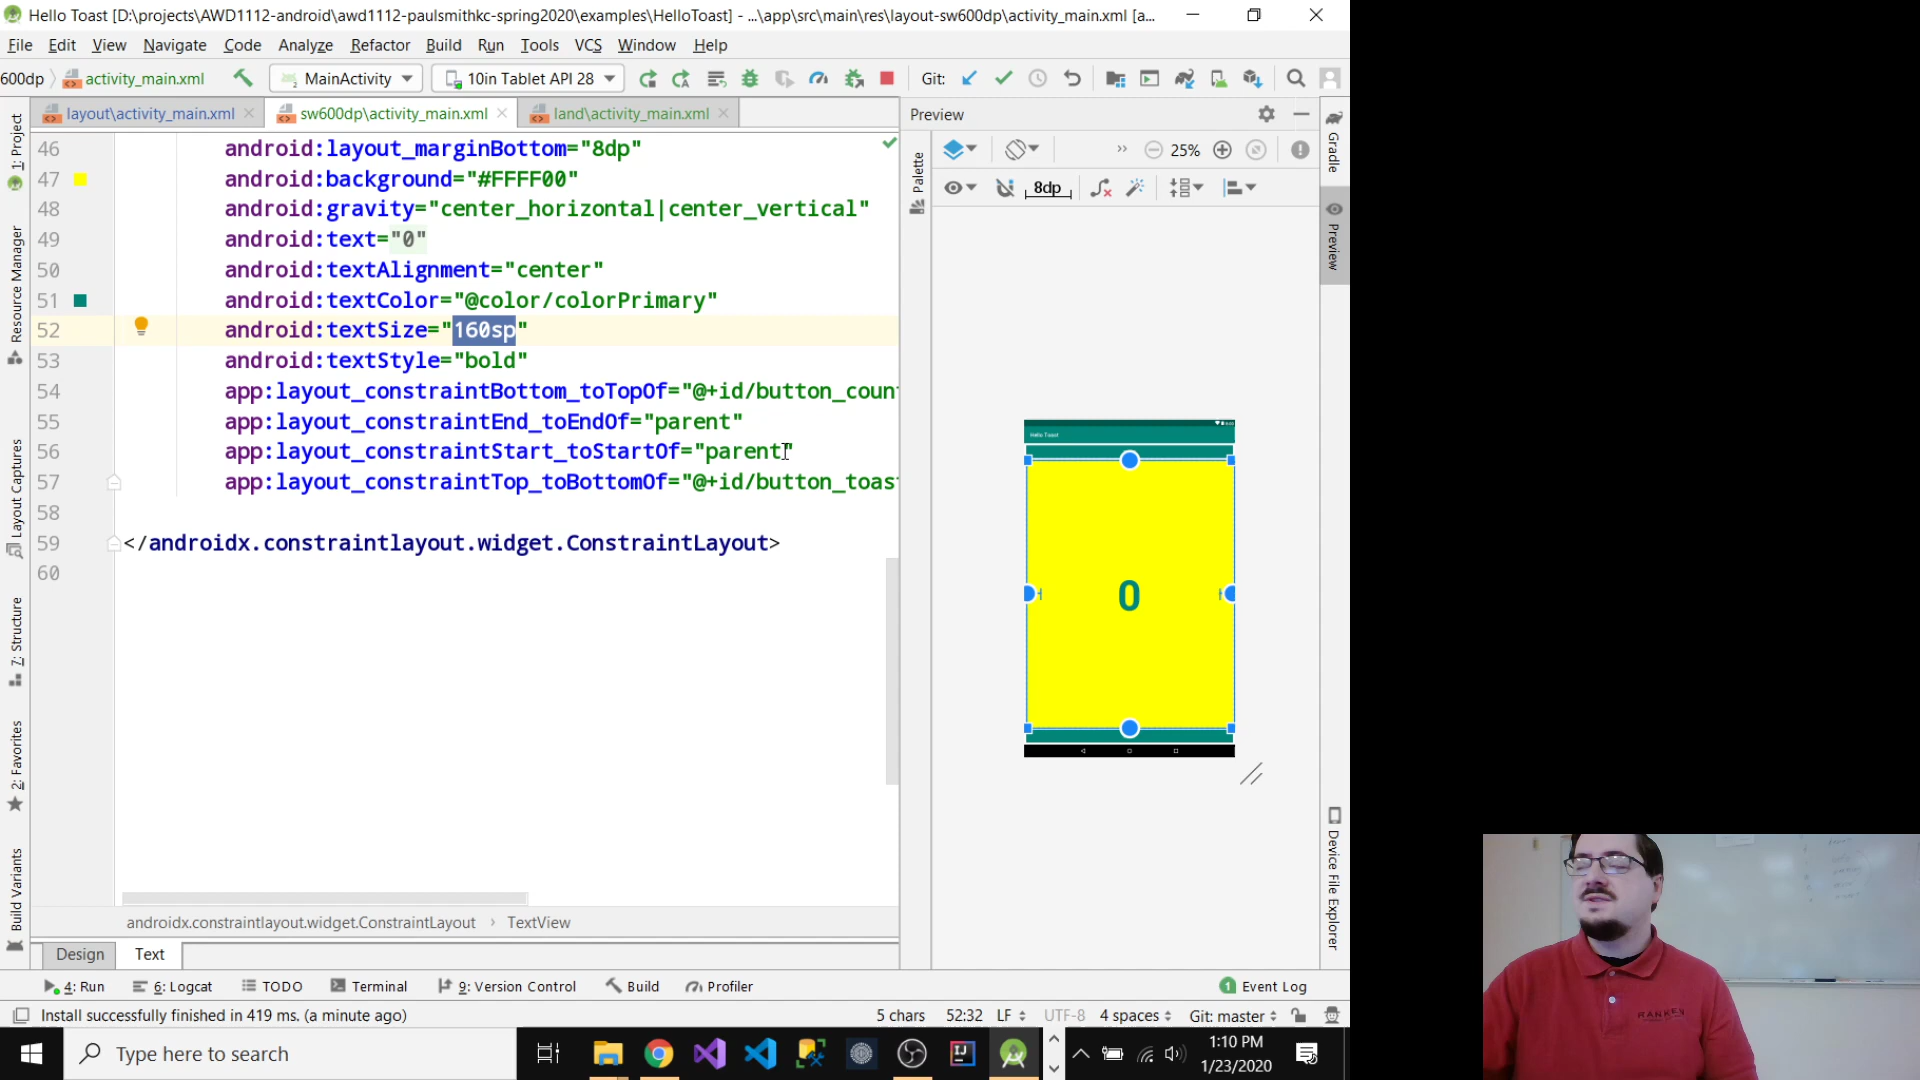 Hello Toast [D:\projects\AWD1112-android\awd1112-paulsmithkc-spring2020\examples\HelloToast] - ...\app\src\main\res\layout-sw600dp\activity_main.xml [a...
File Edit View Navigate Code Analyze Refactor Build Run Tools VCS Window Help
600dp activity_main.xml MainActivity 10in Tablet API 28 Git:
layout\activity_main.xml sw600dp\activity_main.xml land\activity_main.xml Preview
25%
8dp
46 android:layout_marginBottom="8dp"
47 android:background="#FFFF00"
48 android:gravity="center_horizontal|center_vertical"
49 android:text="0"
50 android:textAlignment="center"
51 android:textColor="@color/colorPrimary"
52 android:textSize="160sp"
53 android:textStyle="bold"
54 app:layout_constraintBottom_toTopOf="@+id/button_coun
55 app:layout_constraintEnd_toEndOf="parent"
56 app:layout_constraintStart_toStartOf="parent"
57 app:layout_constraintTop_toBottomOf="@+id/button_toas
58
59 </androidx.constraintlayout.widget.ConstraintLayout>
60
1: Project
Resource Manager
Layout Captures
7: Structure
2: Favorites
Build Variants
Palette
Hello Toast
0
Gradle
Preview
Device File Explorer
androidx.constraintlayout.widget.ConstraintLayout › TextView
Design Text
4: Run 6: Logcat TODO Terminal 9: Version Control Build Profiler 1 Event Log
Install successfully finished in 419 ms. (a minute ago) 5 chars 52:32 LF UTF-8 4 spaces Git: master
Type here to search
1:10 PM
1/23/2020
RANKEN